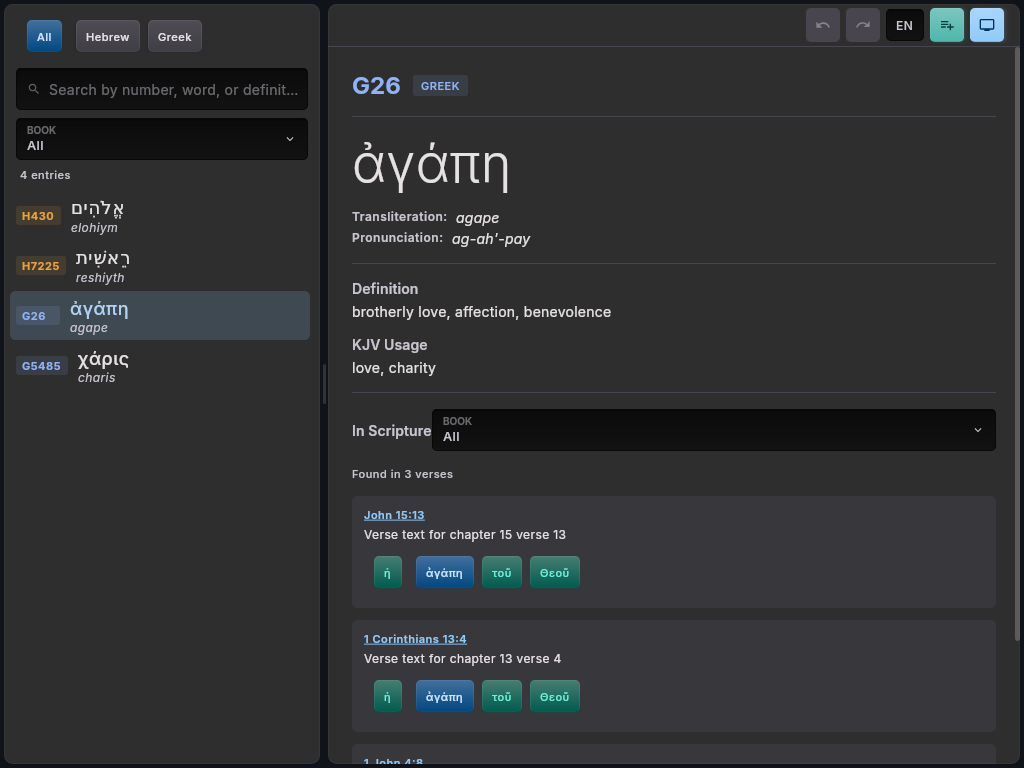 All
Hebrew
Greek
Search by number, word, or definit...
BOOK
All
4 entries
H430
אֱלֹהִים
elohiym
H7225
רֵאשִׁית
reshiyth
G26
ἀγάπη
agape
G5485
χάρις
charis
EN
G26
GREEK
ἀγάπη
Transliteration: agape
Pronunciation: ag-ah'-pay
Definition
brotherly love, affection, benevolence
KJV Usage
love, charity
In Scripture
BOOK
All
Found in 3 verses
John 15:13
Verse text for chapter 15 verse 13
ἡ ἀγάπη τοῦ Θεοῦ
1 Corinthians 13:4
Verse text for chapter 13 verse 4
ἡ ἀγάπη τοῦ Θεοῦ
1 John 4:8